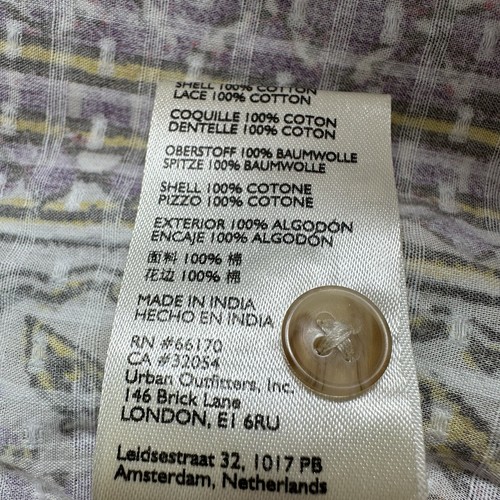 SHELL 100% COTTON
LACE 100% COTTON
COQUILLE 100% COTON
DENTELLE 100% COTON
OBERSTOFF 100% BAUMWOLLE
SPITZE 100% BAUMWOLLE
SHELL 100% COTONE
PIZZO 100% COTONE
EXTERIOR 100% ALGODÓN
ENCAJE 100% ALGODÓN
面料 100% 棉
花边 100% 棉
MADE IN INDIA
HECHO EN INDIA
RN #66170
CA #32054
Urban Outfitters, Inc.
146 Brick Lane
LONDON, E1 6RU
Leidsestraat 32, 1017 PB
Amsterdam, Netherlands